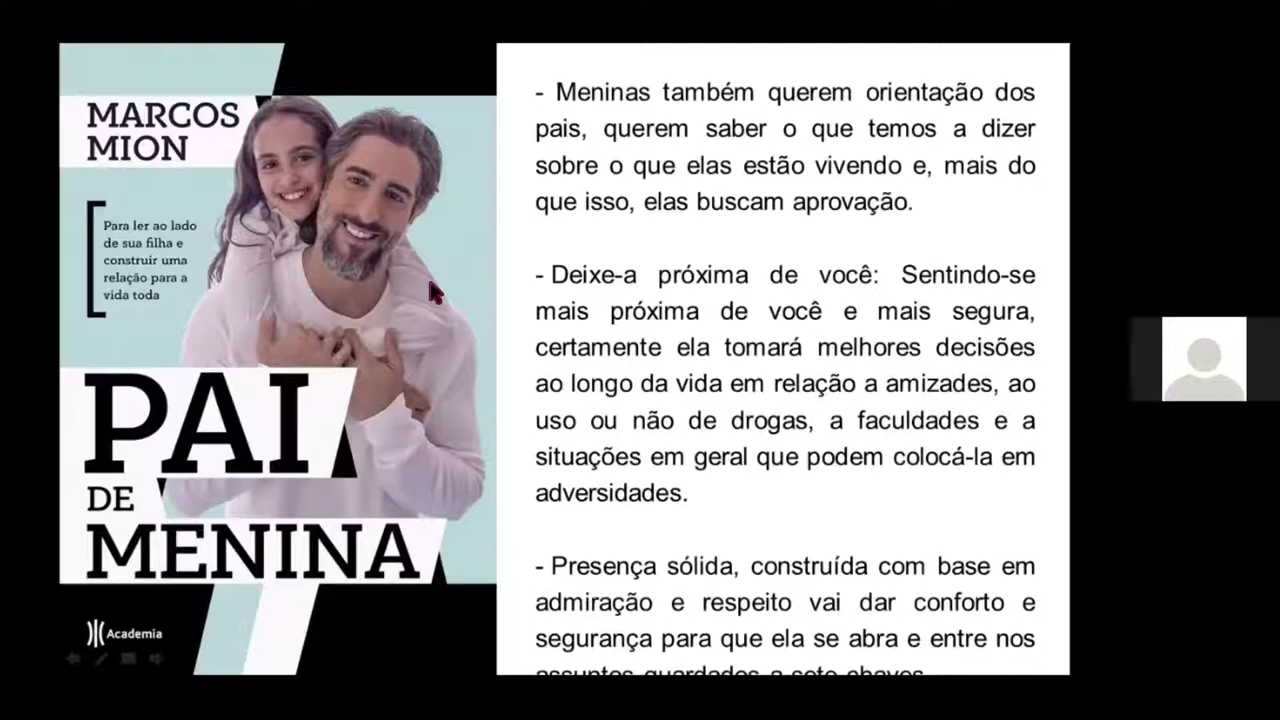 MARCOS
MION
Para ler ao lado
de sua filha e
construir uma
relação para a
vida toda
PAI
DE
MENINA
Academia
- Meninas também querem orientação dos
pais, querem saber o que temos a dizer
sobre o que elas estão vivendo e, mais do
que isso, elas buscam aprovação.
- Deixe-a próxima de você: Sentindo-se
mais próxima de você e mais segura,
certamente ela tomará melhores decisões
ao longo da vida em relação a amizades, ao
uso ou não de drogas, a faculdades e a
situações em geral que podem colocá-la em
adversidades.
- Presença sólida, construída com base em
admiração e respeito vai dar conforto e
segurança para que ela se abra e entre nos
assuntos guardados a sete chaves.